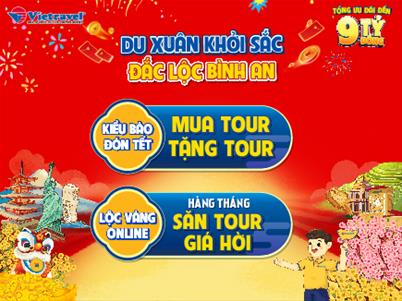 Vietravel
TỔNG ƯU ĐÃI ĐẾN
9 TỶ
ĐỒNG
DU XUÂN KHỞI SẮC
ĐẮC LỘC BÌNH AN
KIỀU BÀO
ĐÓN TẾT
MUA TOUR
TẶNG TOUR
LỘC VÀNG
ONLINE
HÀNG THÁNG
SĂN TOUR
GIÁ HỜI